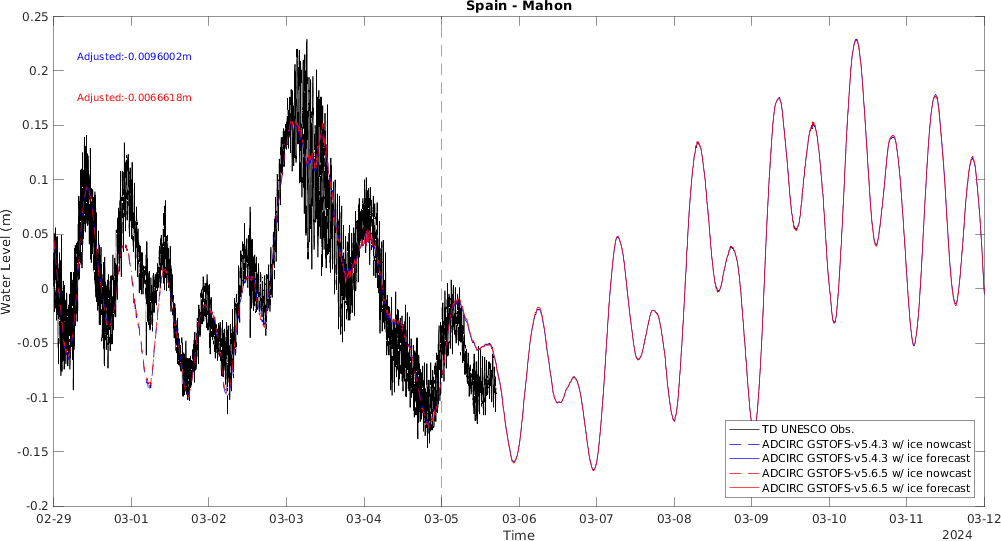 Spain - Mahon
0.25
0.2
0.15
0.1
0.05
0
-0.05
-0.1
-0.15
-0.2
Water Level (m)
Adjusted:-0.0096002m
Adjusted:-0.0066618m
TD UNESCO Obs.
ADCIRC GSTOFS-v5.4.3 w/ ice nowcast
ADCIRC GSTOFS-v5.4.3 w/ ice forecast
ADCIRC GSTOFS-v5.6.5 w/ ice nowcast
ADCIRC GSTOFS-v5.6.5 w/ ice forecast
02-29 03-01 03-02 03-03 03-04 03-05 03-06 03-07 03-08 03-09 03-10 03-11 03-12
Time
2024